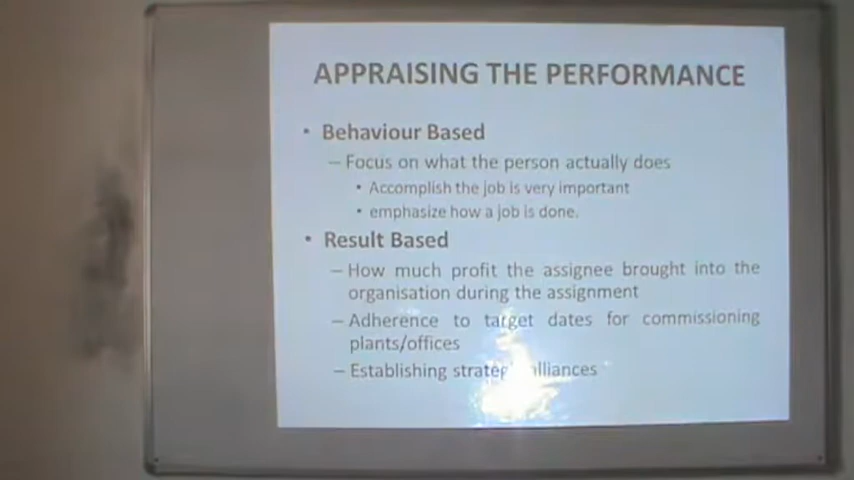 APPRAISING THE PERFORMANCE
• Behaviour Based
– Focus on what the person actually does
• Accomplish the job is very important
• emphasize how a job is done.
• Result Based
– How much profit the assignee brought into the
organisation during the assignment
– Adherence to target dates for commissioning
plants/offices
– Establishing alliances